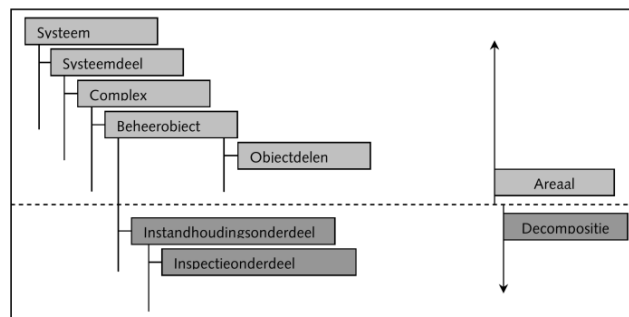 Systeem
Systeemdeel
Complex
Beheerobject
Objectdelen
Areaal
Instandhoudingsonderdeel
Decompositie
Inspectieonderdeel